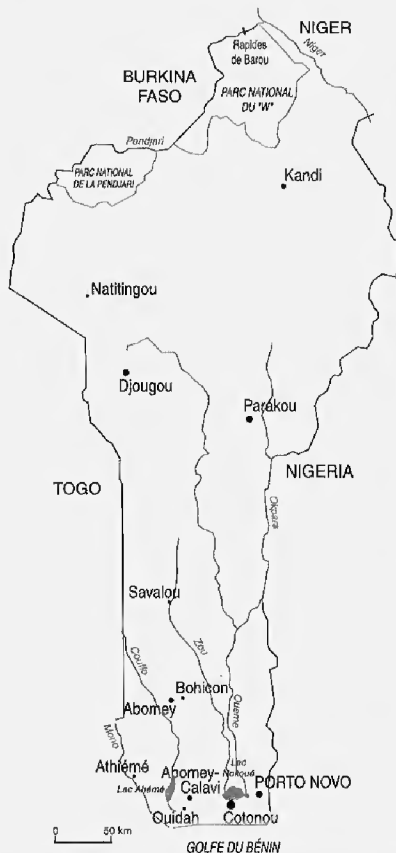 NIGER
Niger
Rapides
de Barou
BURKINA
FASO
PARC NATIONAL
DU "W"
Pendjari
PARC NATIONAL
DE LA PENDJARI
Kandi
Natitingou
Djougou
Parakou
TOGO
NIGERIA
Okpara
Savalou
Zou
Couffo
Bohicon
Abomey
Oueme
Mono
Athiémé
Lac Ahémé
Abomey-
Calavi
Lac
Nokoué
PORTO NOVO
Ouidah
Cotonou
0 50 km
GOLFE DU BÉNIN